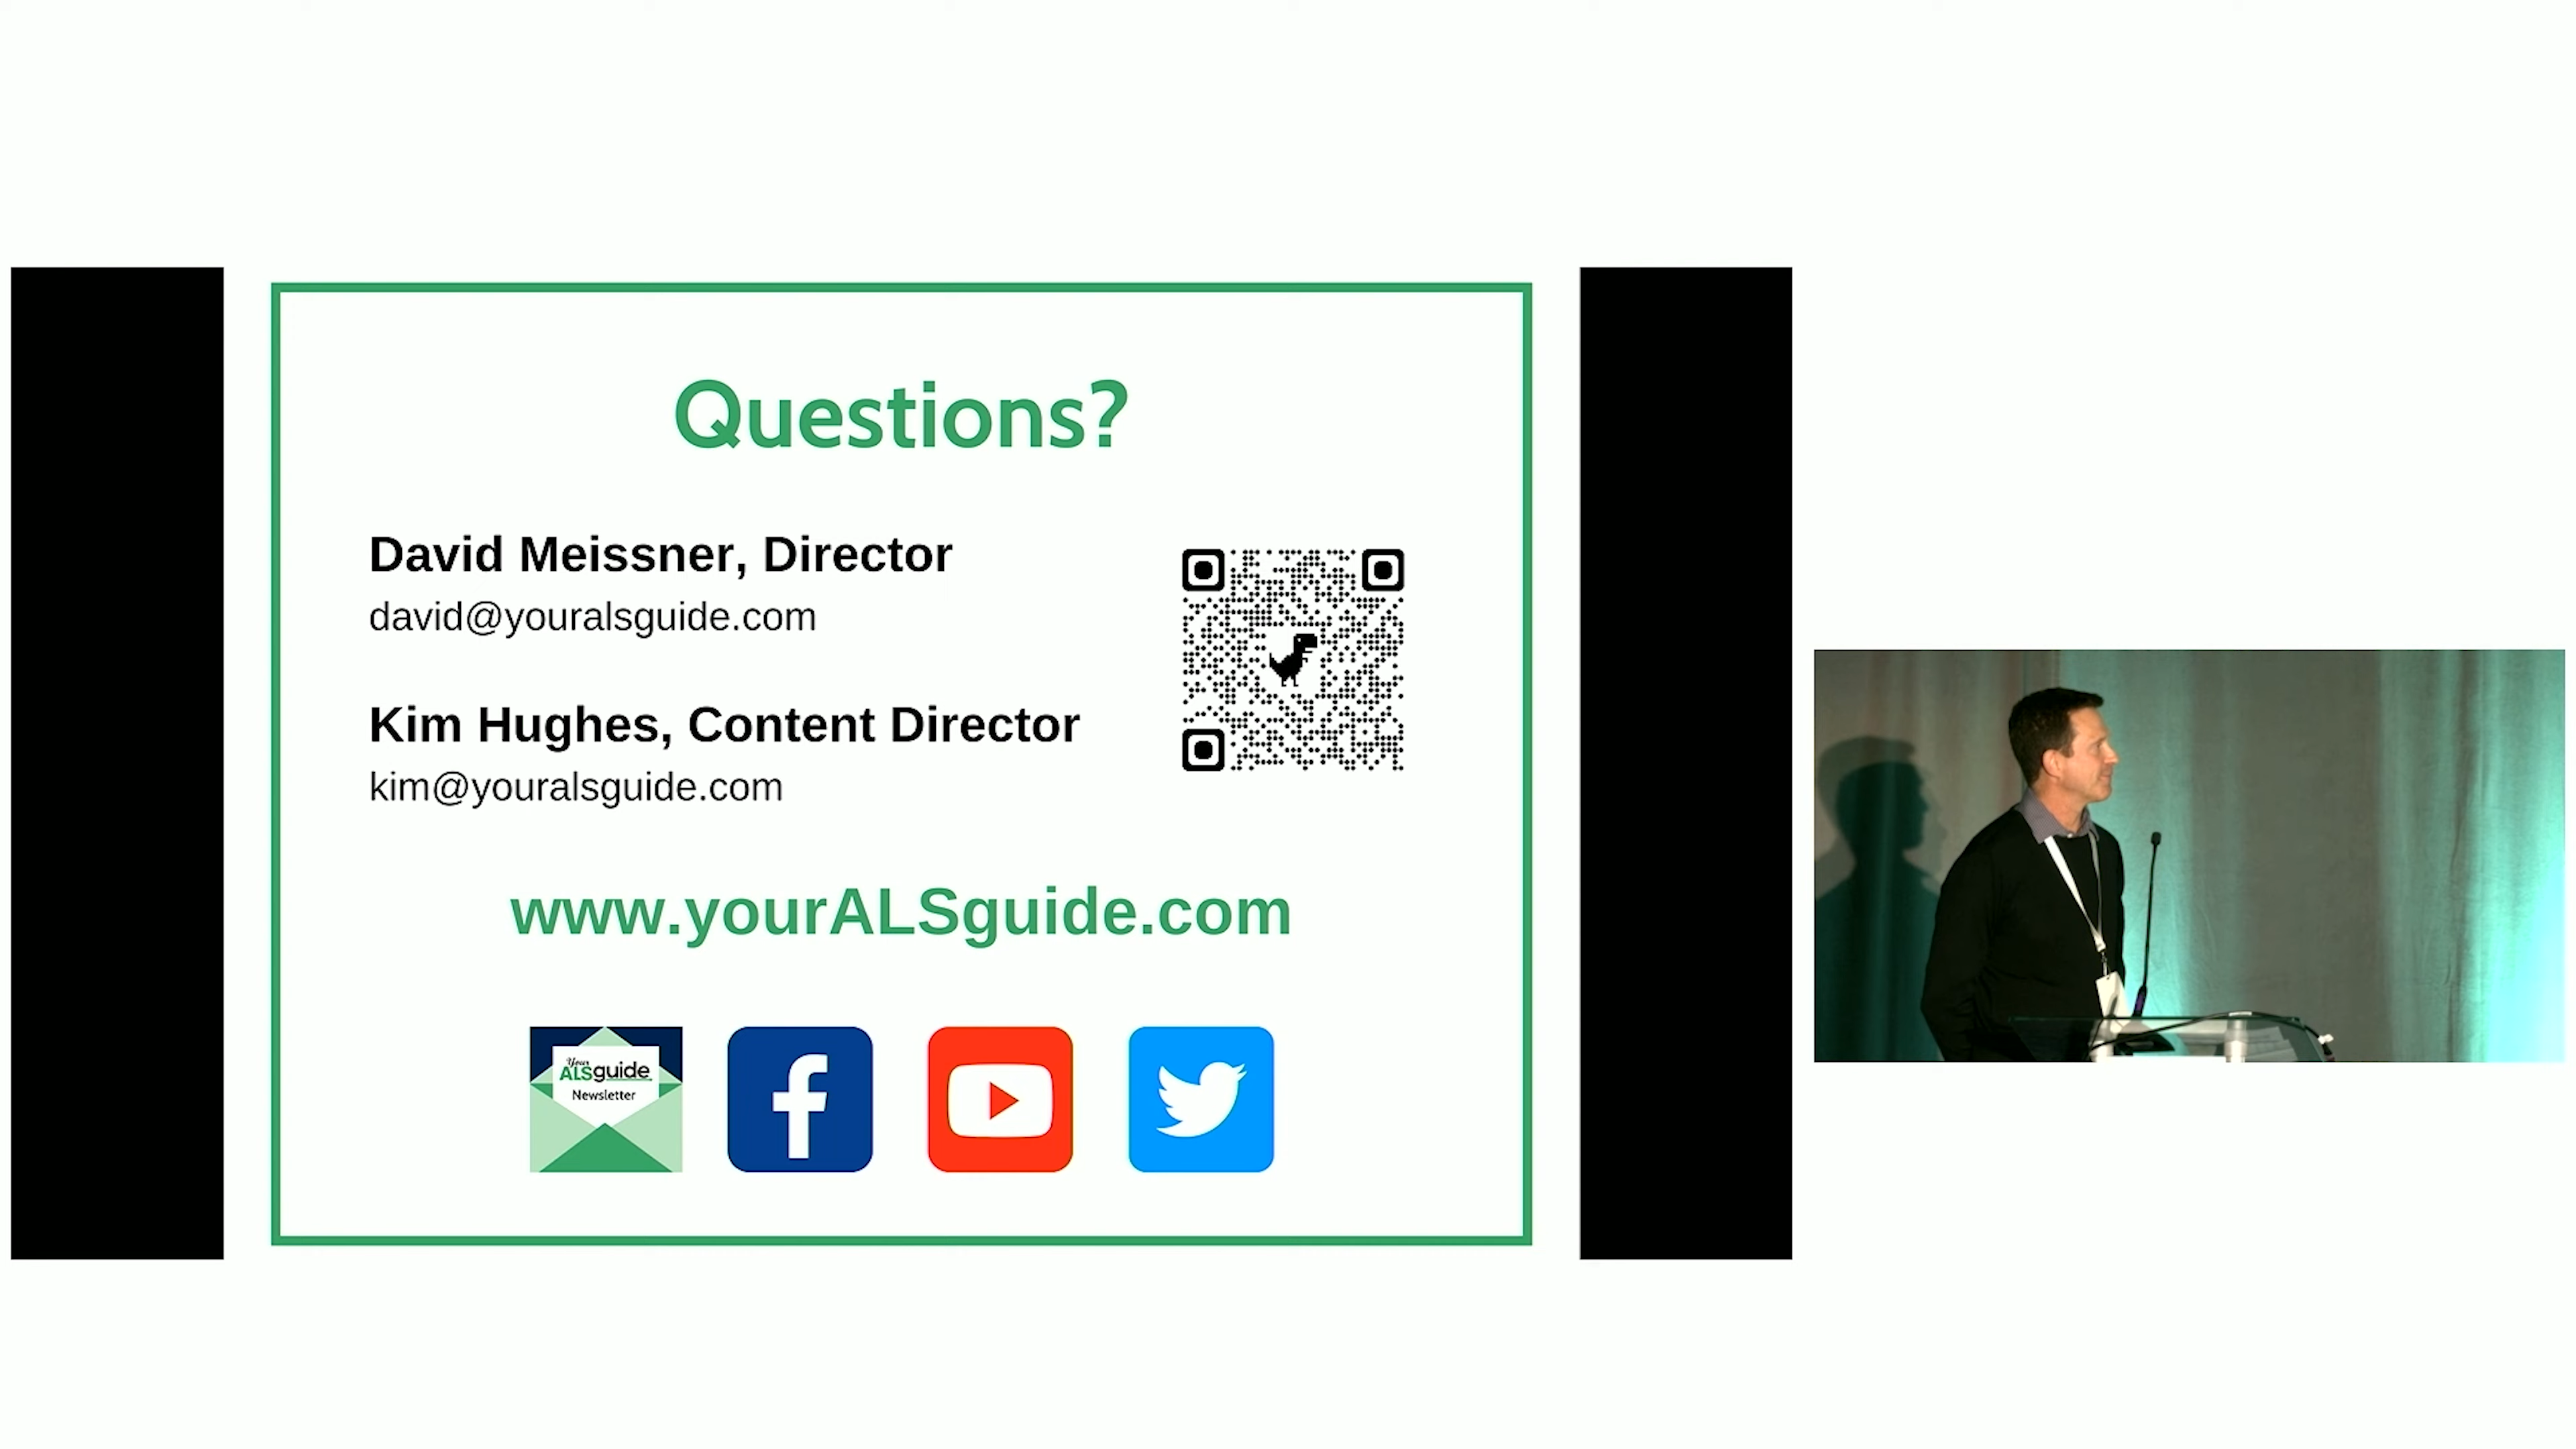 Questions?
David Meissner, Director
david@youralsguide.com
Kim Hughes, Content Director
kim@youralsguide.com
www.yourALSguide.com
Your
ALSguide
Newsletter